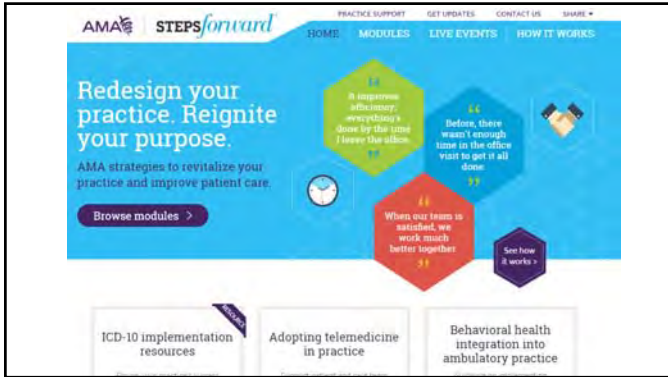 PRACTICE SUPPORT GET UPDATES CONTACT US SHARE
AMA STEPSforward
HOME MODULES LIVE EVENTS HOW IT WORKS
Redesign your
practice. Reignite
your purpose.
AMA strategies to revitalize your
practice and improve patient care.
Browse modules >
“
It improves
efficiency;
everything's
done by the time
I leave the office.
”
“
Before, there
wasn't enough
time in the office
visit to get it all
done
”
“
When our team is
satisfied, we
work much
better together
”
See how
it works >
RESOURCE
ICD-10 implementation
resources
Adopting telemedicine
in practice
Behavioral health
integration into
ambulatory practice